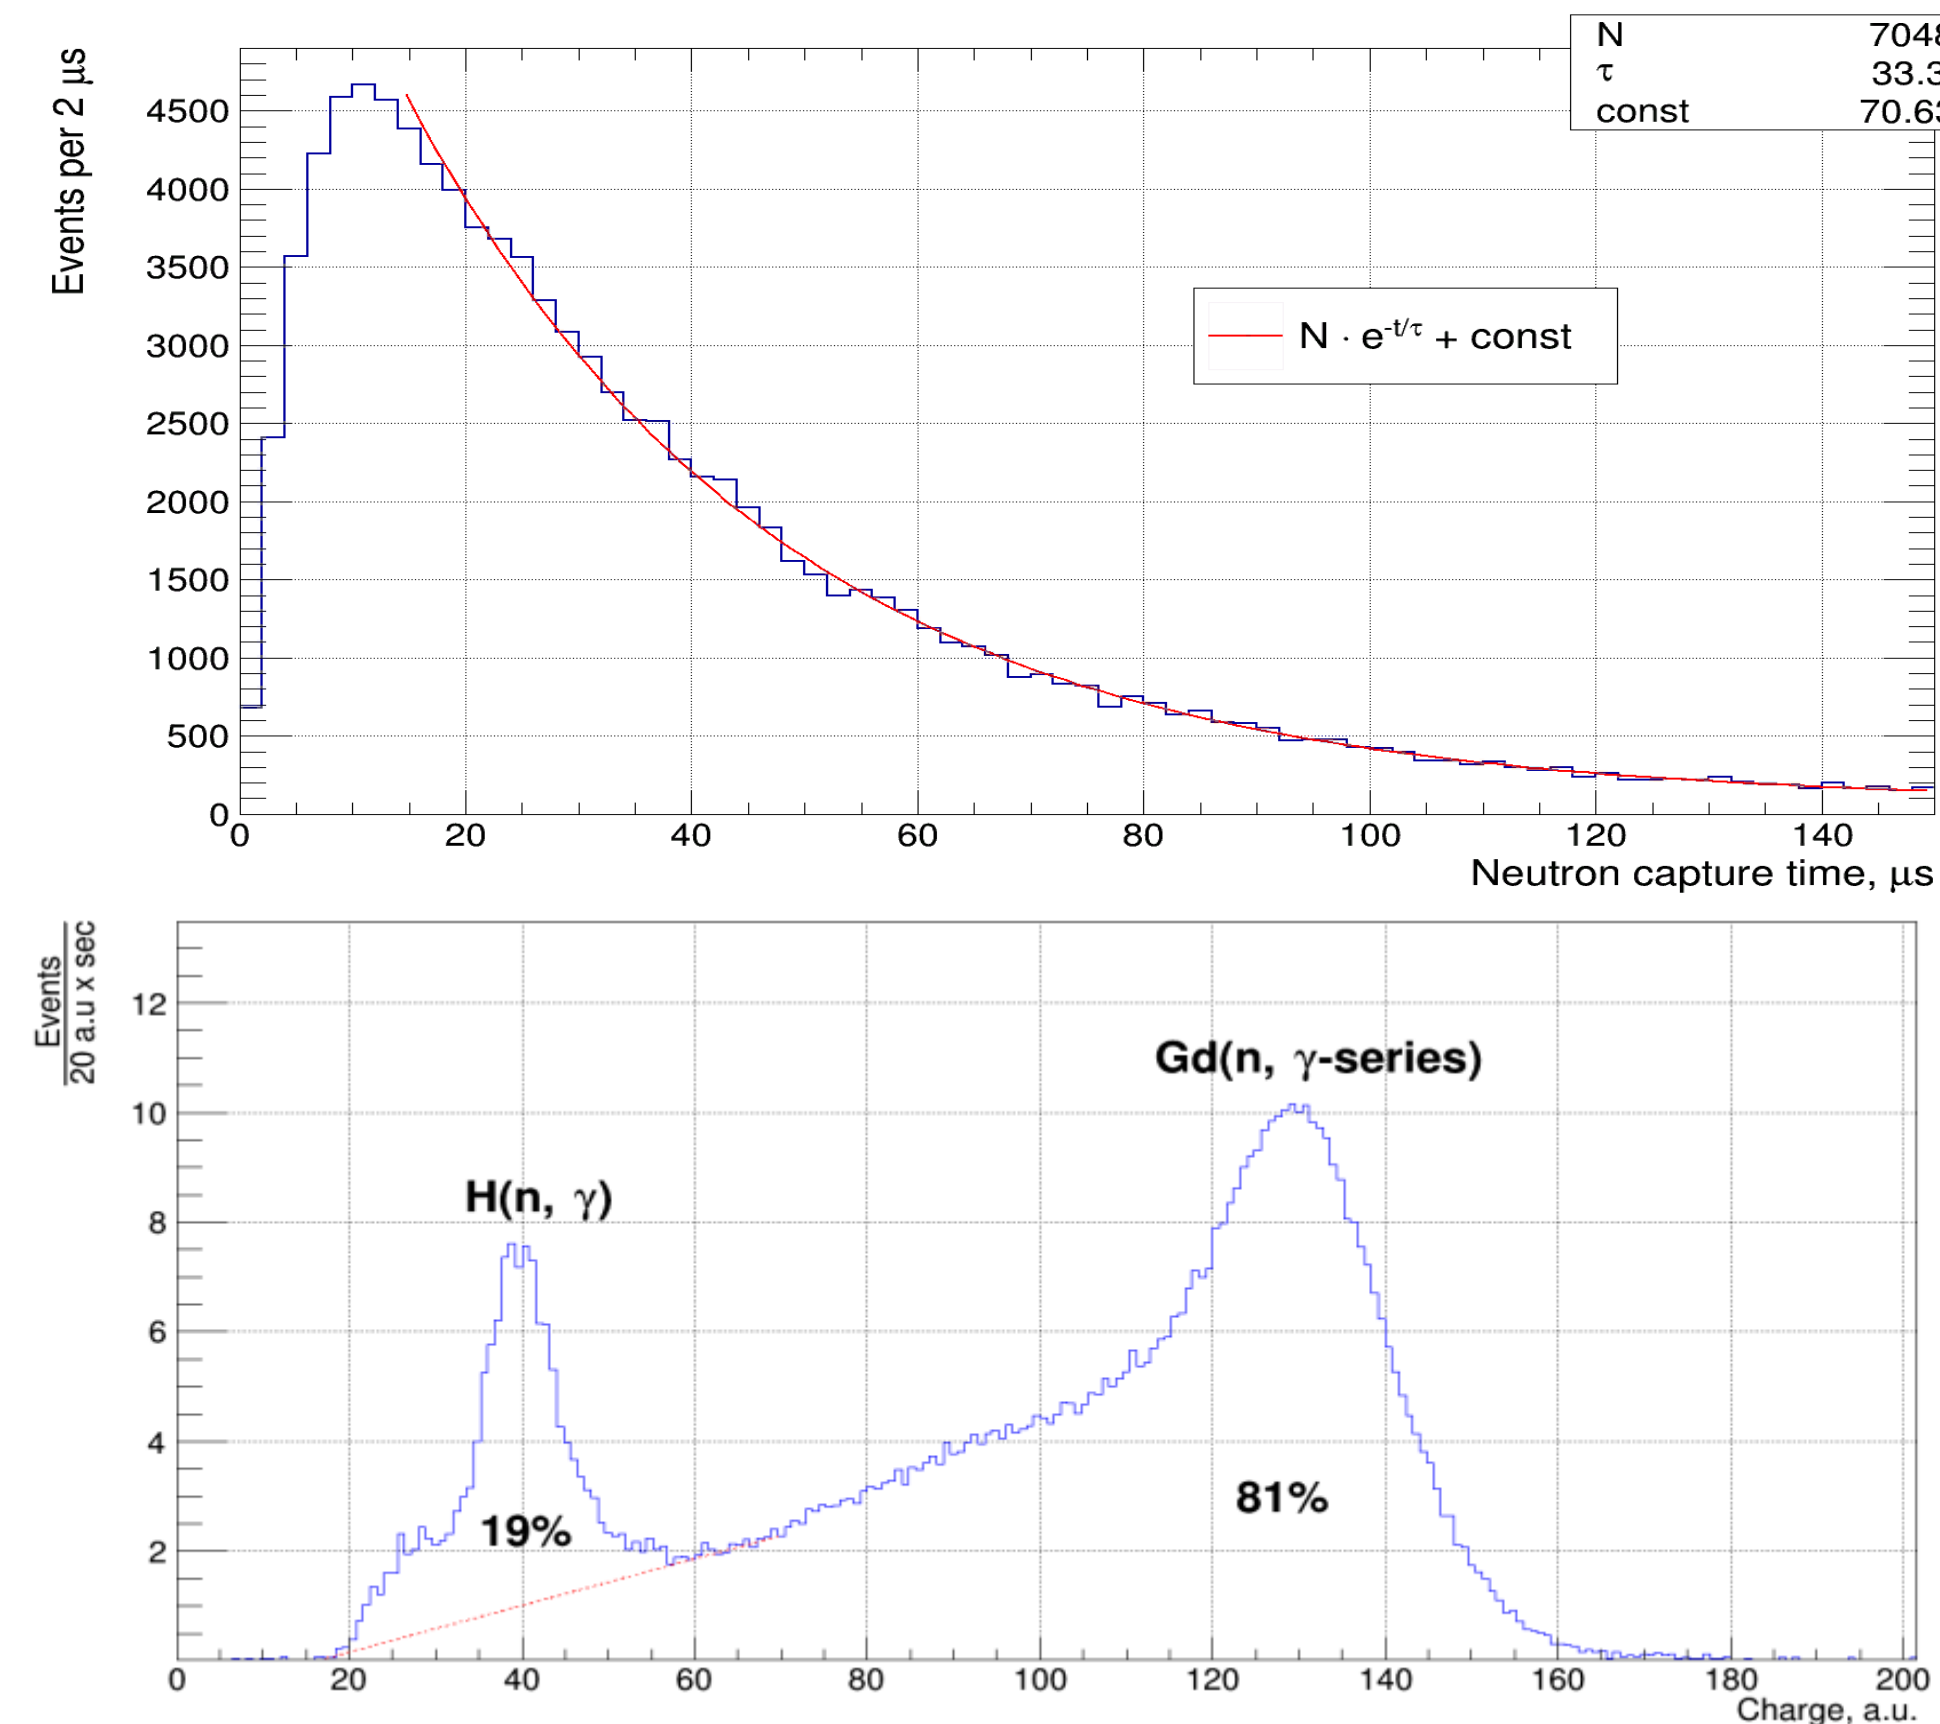 N 7048
τ 33.3
const 70.63
Events per 2 μs
4500
4000
3500
3000
2500
2000
1500
1000
500
0
N · e-t/τ + const
0 20 40 60 80 100 120 140
Neutron capture time, μs
Events
20 a.u x sec
12
10
8
6
4
2
Gd(n, γ-series)
H(n, γ)
81%
19%
0 20 40 60 80 100 120 140 160 180 200
Charge, a.u.